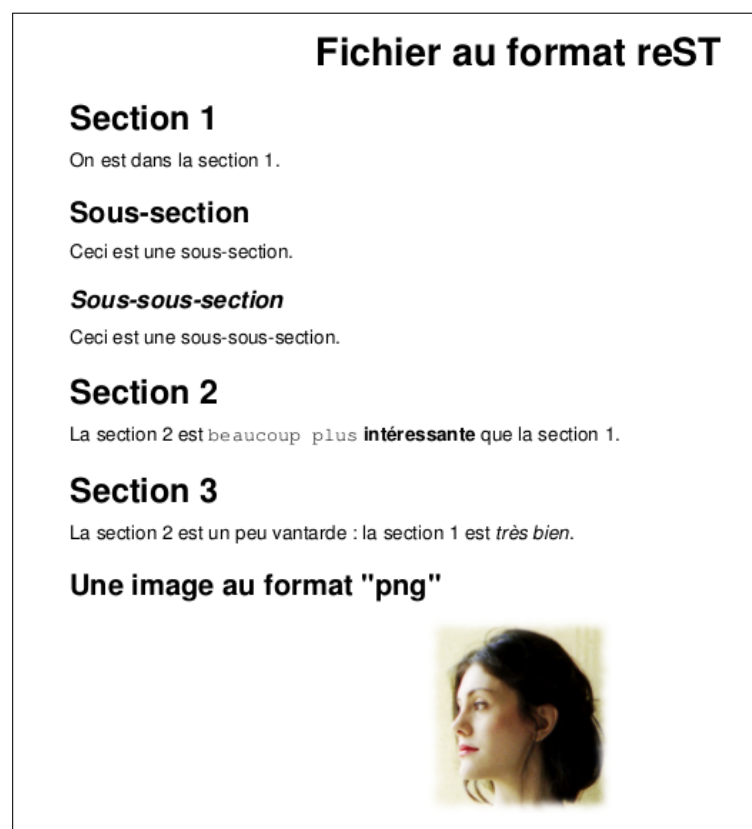 Fichier au format reST
Section 1
On est dans la section 1.
Sous-section
Ceci est une sous-section.
Sous-sous-section
Ceci est une sous-sous-section.
Section 2
La section 2 est beaucoup plus intéressante que la section 1.
Section 3
La section 2 est un peu vantarde : la section 1 est très bien.
Une image au format "png"